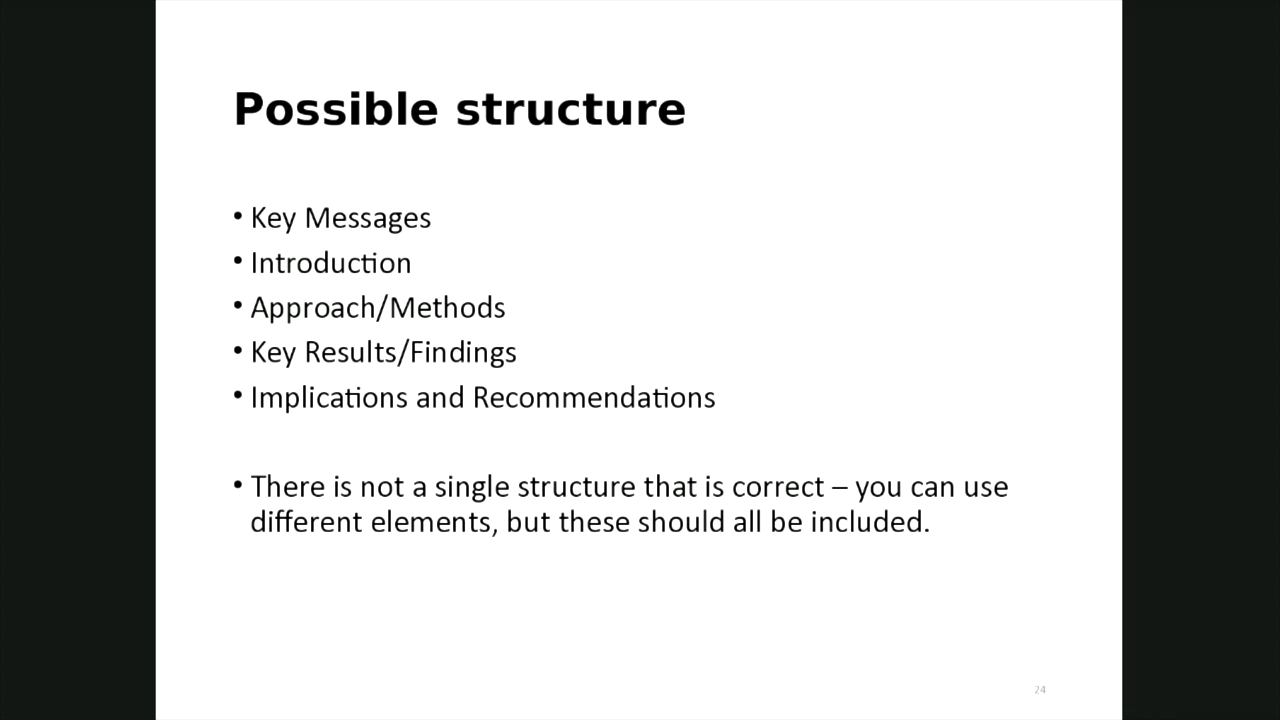 Possible structure
• Key Messages
• Introduction
• Approach/Methods
• Key Results/Findings
• Implications and Recommendations
• There is not a single structure that is correct – you can use
different elements, but these should all be included.
24